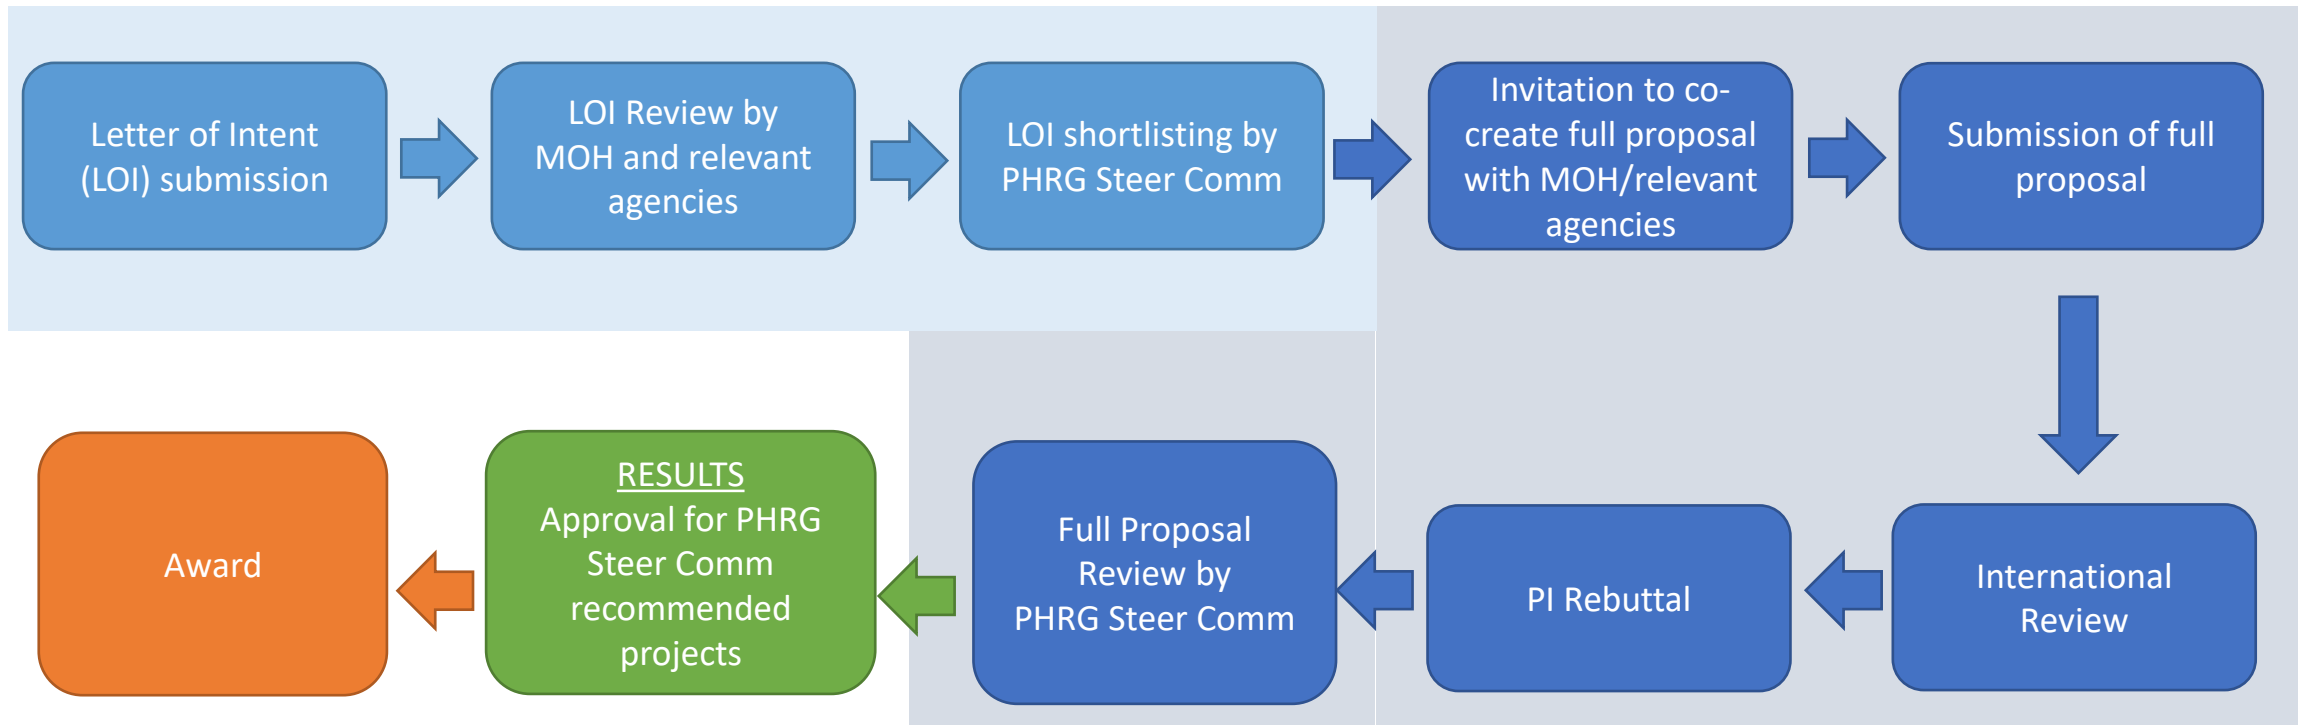 Letter of Intent
(LOI) submission
LOI Review by
MOH and relevant
agencies
LOI shortlisting by
PHRG Steer Comm
Invitation to co-
create full proposal
with MOH/relevant
agencies
Submission of full
proposal
International
Review
PI Rebuttal
Full Proposal
Review by
PHRG Steer Comm
RESULTS
Approval for PHRG
Steer Comm
recommended
projects
Award